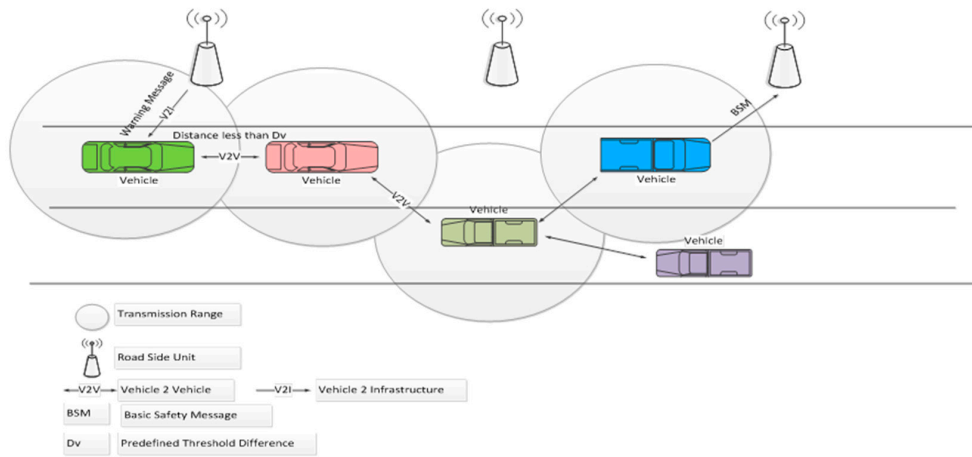 Warning Message
V2I
BSM
Distance less than Dv
V2V
Vehicle
Vehicle
Vehicle
V2V
Vehicle
Vehicle
Transmission Range
Road Side Unit
V2V Vehicle 2 Vehicle V2I Vehicle 2 Infrastructure
BSM Basic Safety Message
Dv Predefined Threshold Difference